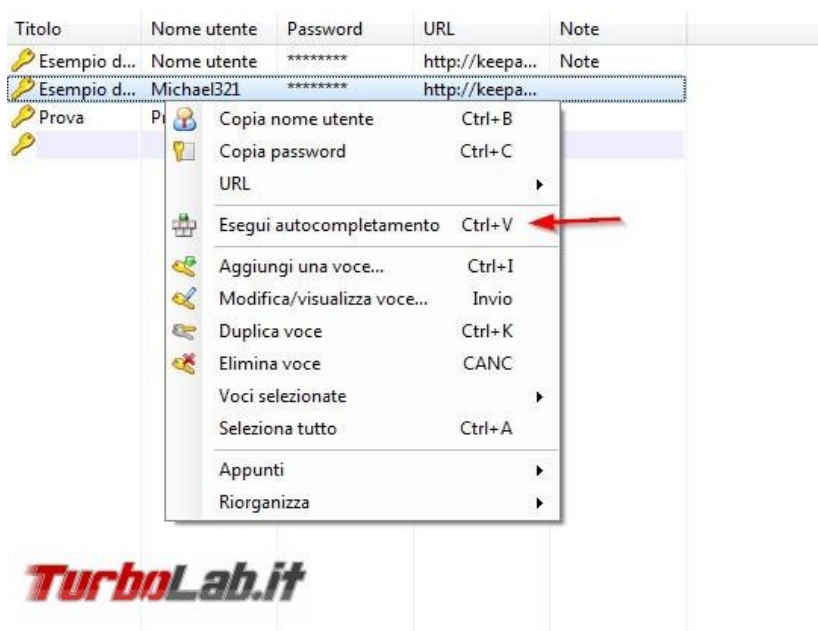 Titolo Nome utente Password URL Note
Esempio d... Nome utente ******** http://keepa... Note
Esempio d... Michael321 ******** http://keepa...
Prova
Copia nome utente Ctrl+B
Copia password Ctrl+C
URL
Esegui autocompletamento Ctrl+V
Aggiungi una voce... Ctrl+I
Modifica/visualizza voce... Invio
Duplica voce Ctrl+K
Elimina voce CANC
Voci selezionate
Seleziona tutto Ctrl+A
Appunti
Riorganizza
TurboLab.it